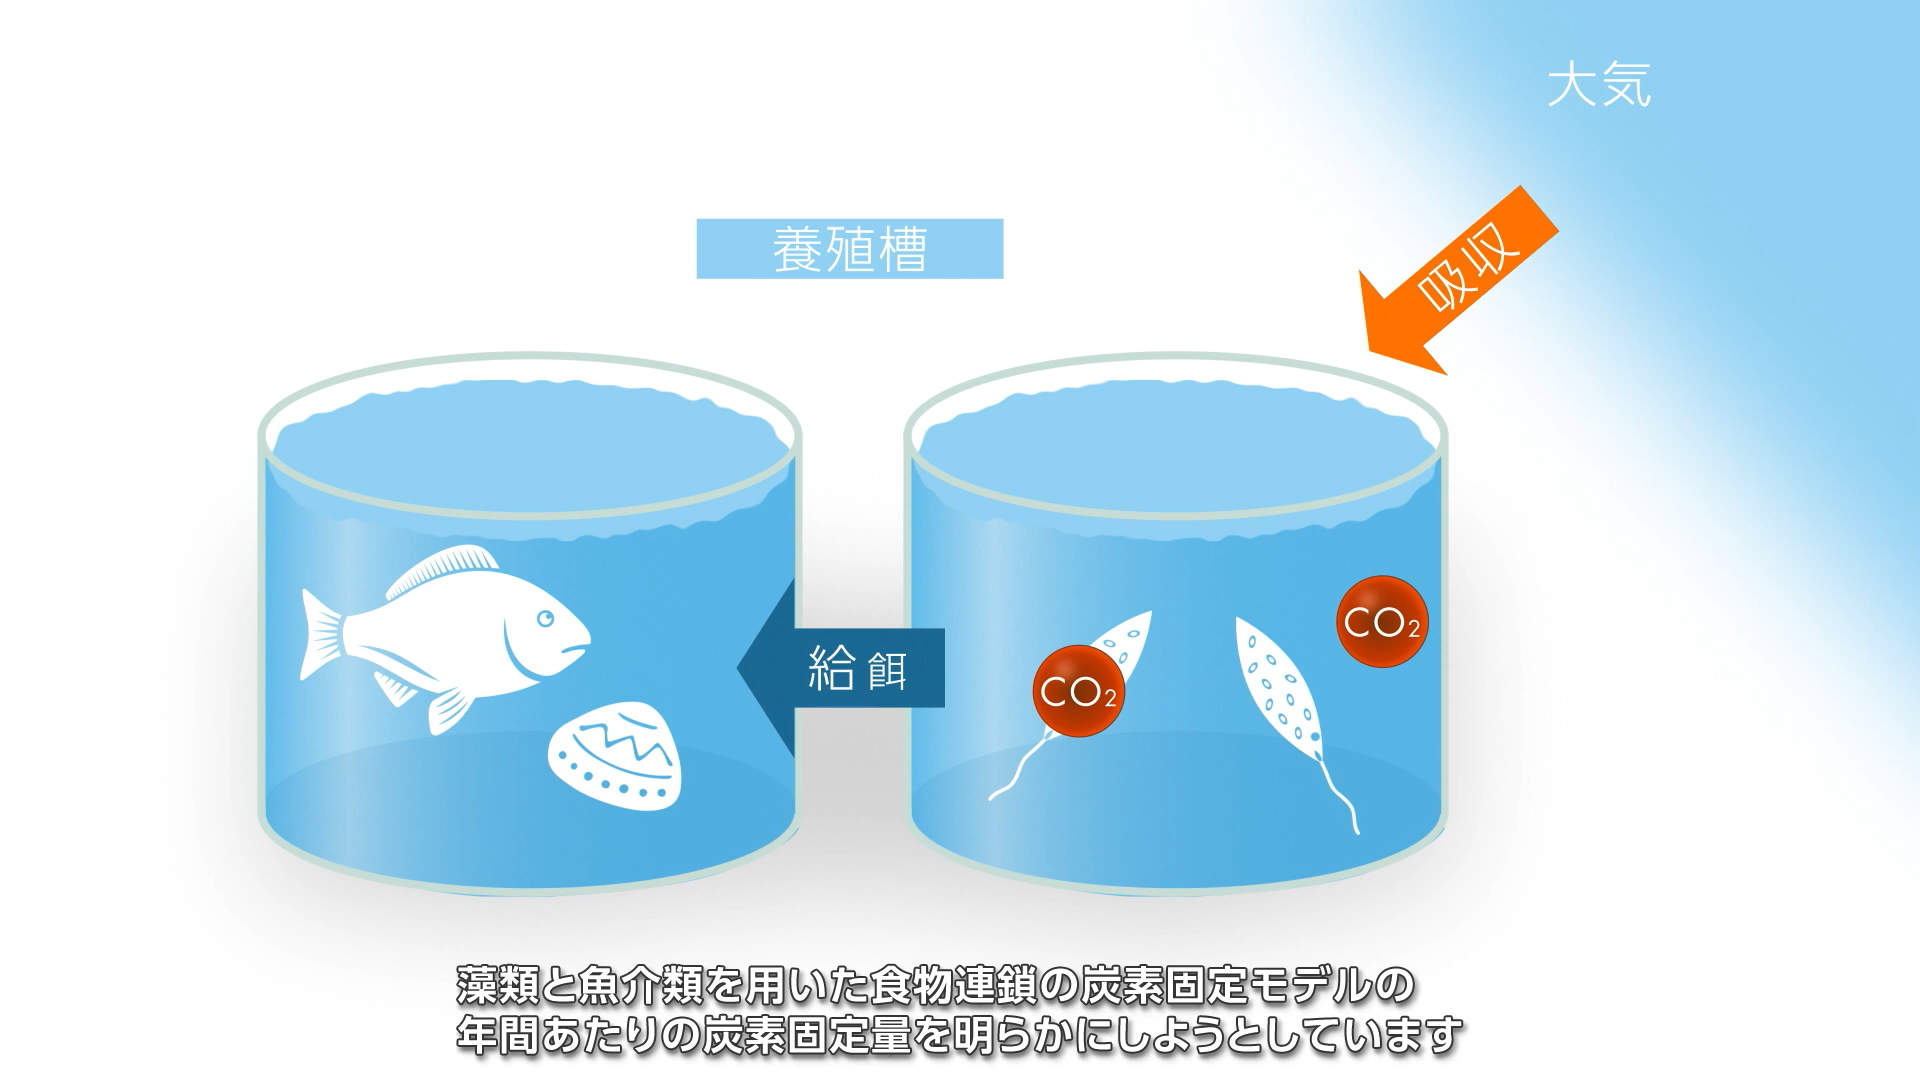 大気
吸収
養殖槽
給餌
CO₂
CO₂
藻類と魚介類を用いた食物連鎖の炭素固定モデルの
年間あたりの炭素固定量を明らかにしようとしています